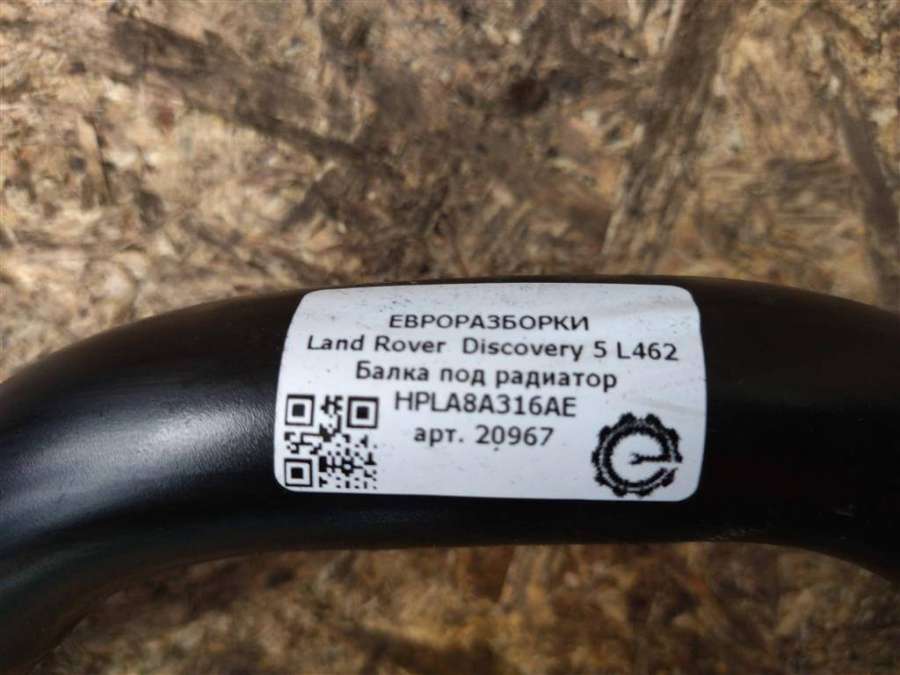 ЕВРОРАЗБОРКИ
Land Rover Discovery 5 L462
Балка под радиатор
HPLA8A316AE
арт. 20967